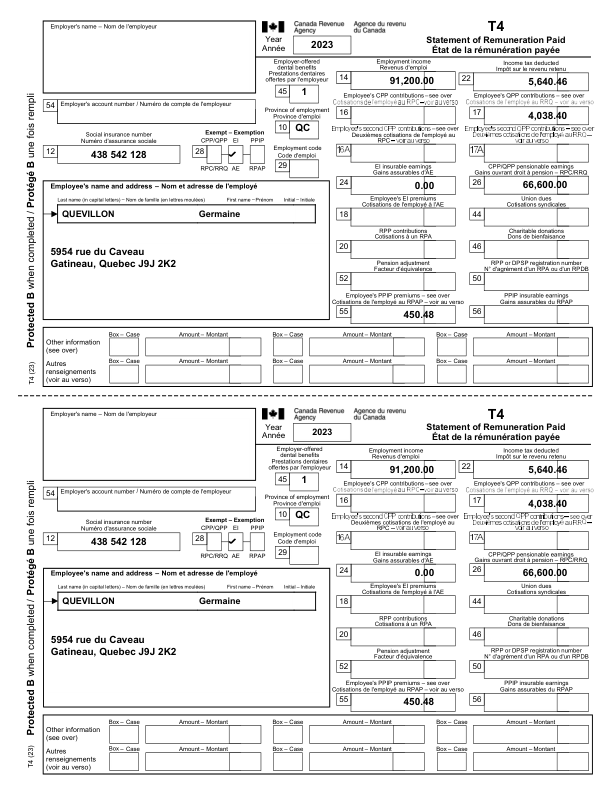 Employer's name – Nom de l'employeur
Canada Revenue Agency
Agence du revenu du Canada
T4
Statement of Remuneration Paid
État de la rémunération payée
Year
Année
2023
Employer-offered dental benefits
Prestations dentaires offertes par l'employeur
45 1
Employment income
Revenus d'emploi
14 91,200.00
Income tax deducted
Impôt sur le revenu retenu
22 5,640.46
54 Employer's account number / Numéro de compte de l'employeur
Province of employment
Province d'emploi
10 QC
Employee's CPP contributions – see over
Cotisations de l'employé au RPC – voir au verso
16
Employee's QPP contributions – see over
Cotisations de l'employé au RRQ – voir au verso
17 4,038.40
Social insurance number
Numéro d'assurance sociale
12 438 542 128
Exempt – Exemption
CPP/QPP EI PPIP
28 ✓
RPC/RRQ AE RPAP
Employment code
Code d'emploi
29
Employee's second CPP contributions – see over
Deuxièmes cotisations de l'employé au RPC – voir au verso
16A
Employee's second QPP contributions – see over
Deuxièmes cotisations de l'employé au RRQ – voir au verso
17A
EI insurable earnings
Gains assurables d'AE
24 0.00
CPP/QPP pensionable earnings
Gains ouvrant droit à pension – RPC/RRQ
26 66,600.00
Employee's name and address – Nom et adresse de l'employé
Last name (in capital letters) – Nom de famille (en lettres moulées) First name – Prénom Initial – Initiale
QUEVILLON Germaine
5954 rue du Caveau
Gatineau, Quebec J9J 2K2
Employee's EI premiums
Cotisations de l'employé à l'AE
18
Union dues
Cotisations syndicales
44
RPP contributions
Cotisations à un RPA
20
Charitable donations
Dons de bienfaisance
46
Pension adjustment
Facteur d'équivalence
52
RPP or DPSP registration number
N° d'agrément d'un RPA ou d'un RPDB
50
Employee's PPIP premiums – see over
Cotisations de l'employé au RPAP – voir au verso
55 450.48
PPIP insurable earnings
Gains assurables du RPAP
56
Box – Case Amount – Montant Box – Case Amount – Montant Box – Case Amount – Montant
Other information
(see over)
Box – Case Amount – Montant Box – Case Amount – Montant Box – Case Amount – Montant
Autres
renseignements
(voir au verso)
Protected B when completed / Protégé B une fois rempli
T4 (23)
Employer's name – Nom de l'employeur
Canada Revenue Agency
Agence du revenu du Canada
T4
Statement of Remuneration Paid
État de la rémunération payée
Year
Année
2023
Employer-offered dental benefits
Prestations dentaires offertes par l'employeur
45 1
Employment income
Revenus d'emploi
14 91,200.00
Income tax deducted
Impôt sur le revenu retenu
22 5,640.46
54 Employer's account number / Numéro de compte de l'employeur
Province of employment
Province d'emploi
10 QC
Employee's CPP contributions – see over
Cotisations de l'employé au RPC – voir au verso
16
Employee's QPP contributions – see over
Cotisations de l'employé au RRQ – voir au verso
17 4,038.40
Social insurance number
Numéro d'assurance sociale
12 438 542 128
Exempt – Exemption
CPP/QPP EI PPIP
28 ✓
RPC/RRQ AE RPAP
Employment code
Code d'emploi
29
Employee's second CPP contributions – see over
Deuxièmes cotisations de l'employé au RPC – voir au verso
16A
Employee's second QPP contributions – see over
Deuxièmes cotisations de l'employé au RRQ – voir au verso
17A
EI insurable earnings
Gains assurables d'AE
24 0.00
CPP/QPP pensionable earnings
Gains ouvrant droit à pension – RPC/RRQ
26 66,600.00
Employee's name and address – Nom et adresse de l'employé
Last name (in capital letters) – Nom de famille (en lettres moulées) First name – Prénom Initial – Initiale
QUEVILLON Germaine
5954 rue du Caveau
Gatineau, Quebec J9J 2K2
Employee's EI premiums
Cotisations de l'employé à l'AE
18
Union dues
Cotisations syndicales
44
RPP contributions
Cotisations à un RPA
20
Charitable donations
Dons de bienfaisance
46
Pension adjustment
Facteur d'équivalence
52
RPP or DPSP registration number
N° d'agrément d'un RPA ou d'un RPDB
50
Employee's PPIP premiums – see over
Cotisations de l'employé au RPAP – voir au verso
55 450.48
PPIP insurable earnings
Gains assurables du RPAP
56
Box – Case Amount – Montant Box – Case Amount – Montant Box – Case Amount – Montant
Other information
(see over)
Box – Case Amount – Montant Box – Case Amount – Montant Box – Case Amount – Montant
Autres
renseignements
(voir au verso)
Protected B when completed / Protégé B une fois rempli
T4 (23)